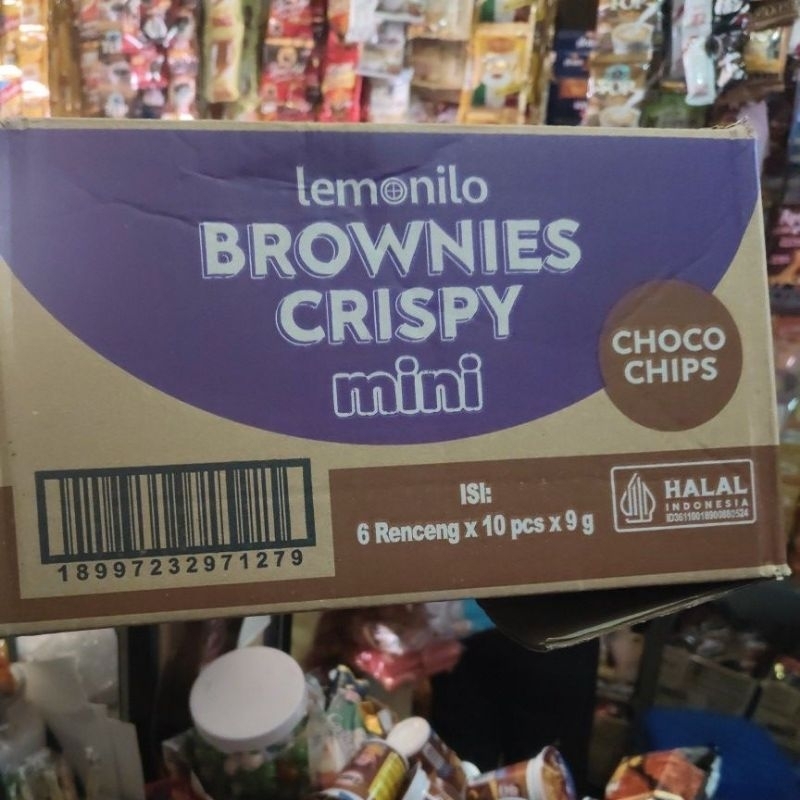 lemonilo
BROWNIES
CRISPY
mini
CHOCO
CHIPS
ISI:
6 Renceng x 10 pcs x 9 g
HALAL
INDONESIA
18997232971279